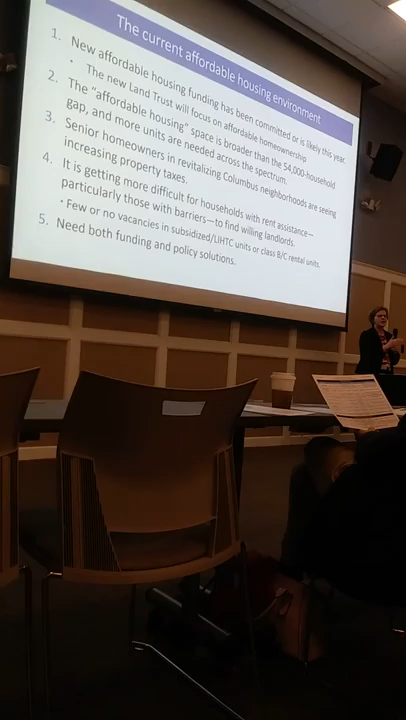 The current affordable housing environment
1. New affordable housing funding has been committed or is likely this year.
• The new Land Trust will focus on affordable homeownership
2. The “affordable housing” space is broader than the 54,000-household
gap, and more units are needed across the spectrum.
3. Senior homeowners in revitalizing Columbus neighborhoods are seeing
increasing property taxes.
4. It is getting more difficult for households with rent assistance—
particularly those with barriers—to find willing landlords.
• Few or no vacancies in subsidized/LIHTC units or class B/C rental units.
5. Need both funding and policy solutions.